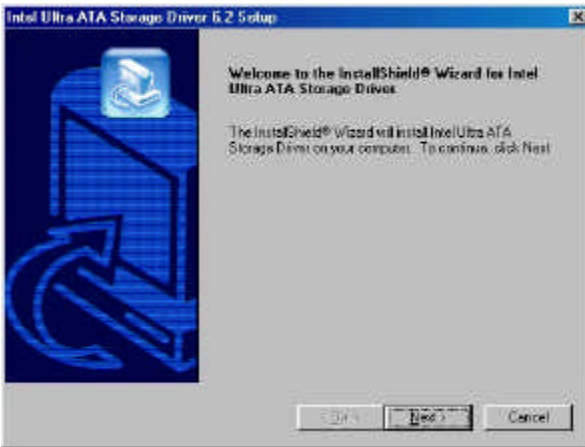 Intel Ultra ATA Storage Driver 6.2 Setup
Welcome to the InstallShield® Wizard for Intel
Ultra ATA Storage Driver
The InstallShield® Wizard will install Intel Ultra ATA
Storage Driver on your computer. To continue, click Next
< Back
Next >
Cancel